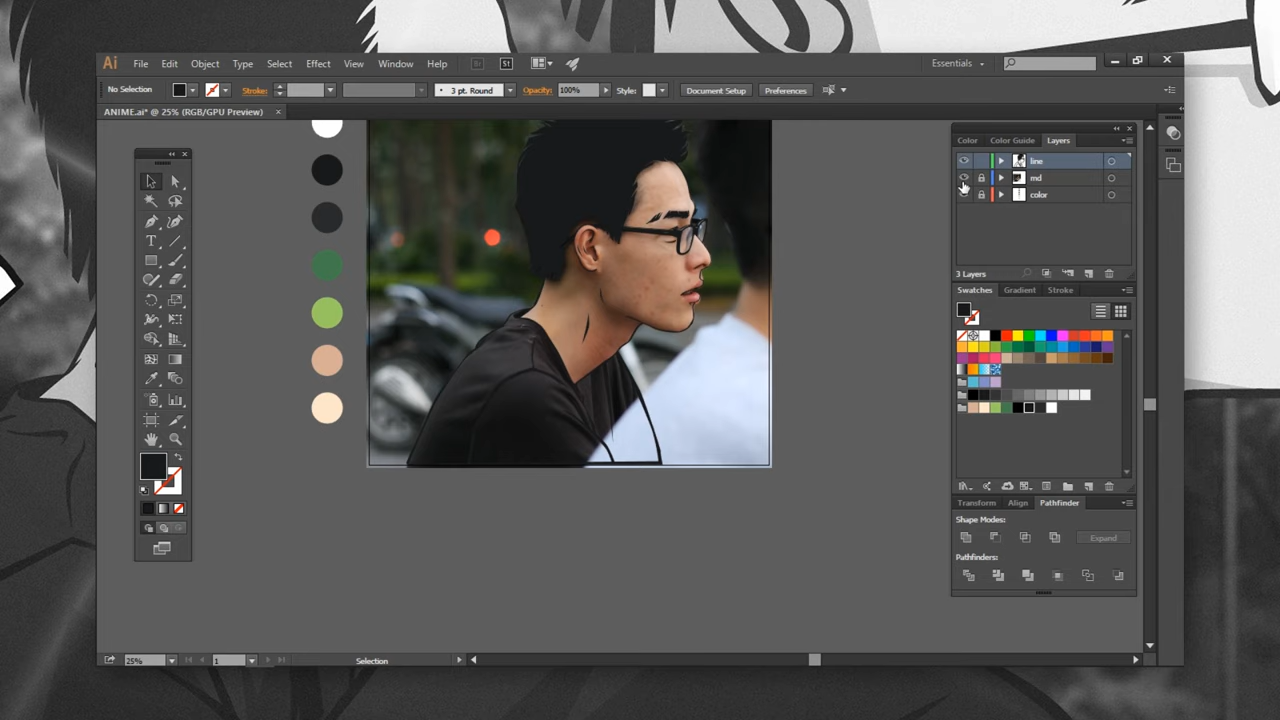 Ai File Edit Object Type Select Effect View Window Help Br St Essentials
No Selection Stroke: 3 pt. Round Opacity: 100% Style: Document Setup Preferences
ANIME.ai* @ 25% (RGB/GPU Preview) ×
Color Color Guide Layers
line
md
color
3 Layers
Swatches Gradient Stroke
Transform Align Pathfinder
Shape Modes:
Expand
Pathfinders:
25% 1 Selection